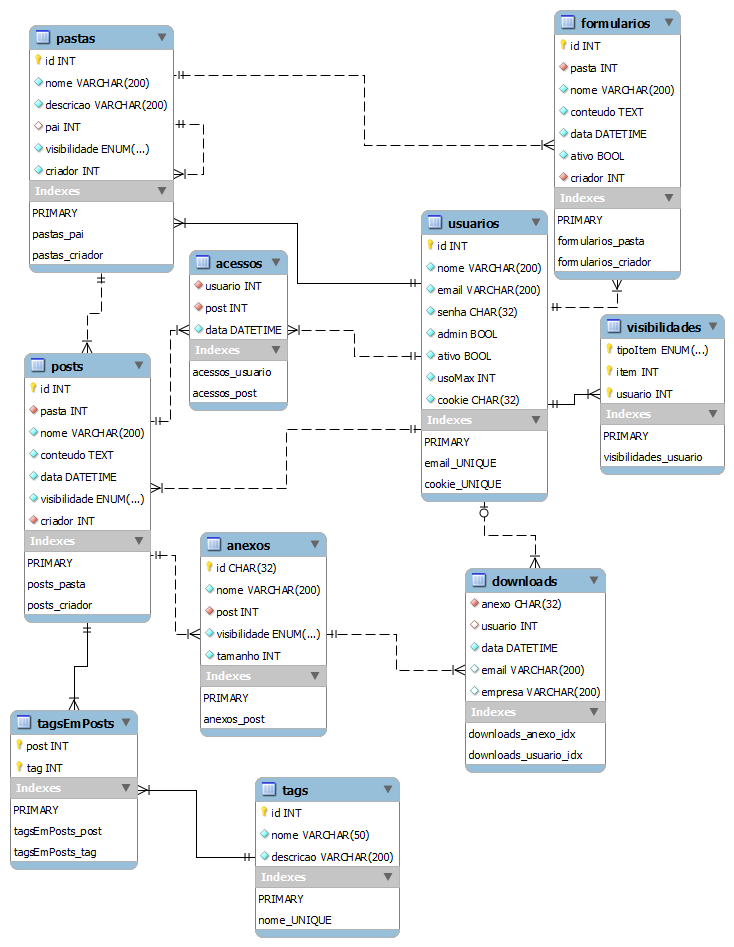 pastas
id INT
nome VARCHAR(200)
descricao VARCHAR(200)
pai INT
visibilidade ENUM(...)
criador INT
Indexes
PRIMARY
pastas_pai
pastas_criador
formularios
id INT
pasta INT
nome VARCHAR(200)
conteudo TEXT
data DATETIME
ativo BOOL
criador INT
Indexes
PRIMARY
formularios_pasta
formularios_criador
acessos
usuario INT
post INT
data DATETIME
Indexes
acessos_usuario
acessos_post
usuarios
id INT
nome VARCHAR(200)
email VARCHAR(200)
senha CHAR(32)
admin BOOL
ativo BOOL
usoMax INT
cookie CHAR(32)
Indexes
PRIMARY
email_UNIQUE
cookie_UNIQUE
visibilidades
tipoItem ENUM(...)
item INT
usuario INT
Indexes
PRIMARY
visibilidades_usuario
posts
id INT
pasta INT
nome VARCHAR(200)
conteudo TEXT
data DATETIME
visibilidade ENUM(...)
criador INT
Indexes
PRIMARY
posts_pasta
posts_criador
anexos
id CHAR(32)
nome VARCHAR(200)
post INT
visibilidade ENUM(...)
tamanho INT
Indexes
PRIMARY
anexos_post
downloads
anexo CHAR(32)
usuario INT
data DATETIME
email VARCHAR(200)
empresa VARCHAR(200)
Indexes
downloads_anexo_idx
downloads_usuario_idx
tagsEmPosts
post INT
tag INT
Indexes
PRIMARY
tagsEmPosts_post
tagsEmPosts_tag
tags
id INT
nome VARCHAR(50)
descricao VARCHAR(200)
Indexes
PRIMARY
nome_UNIQUE